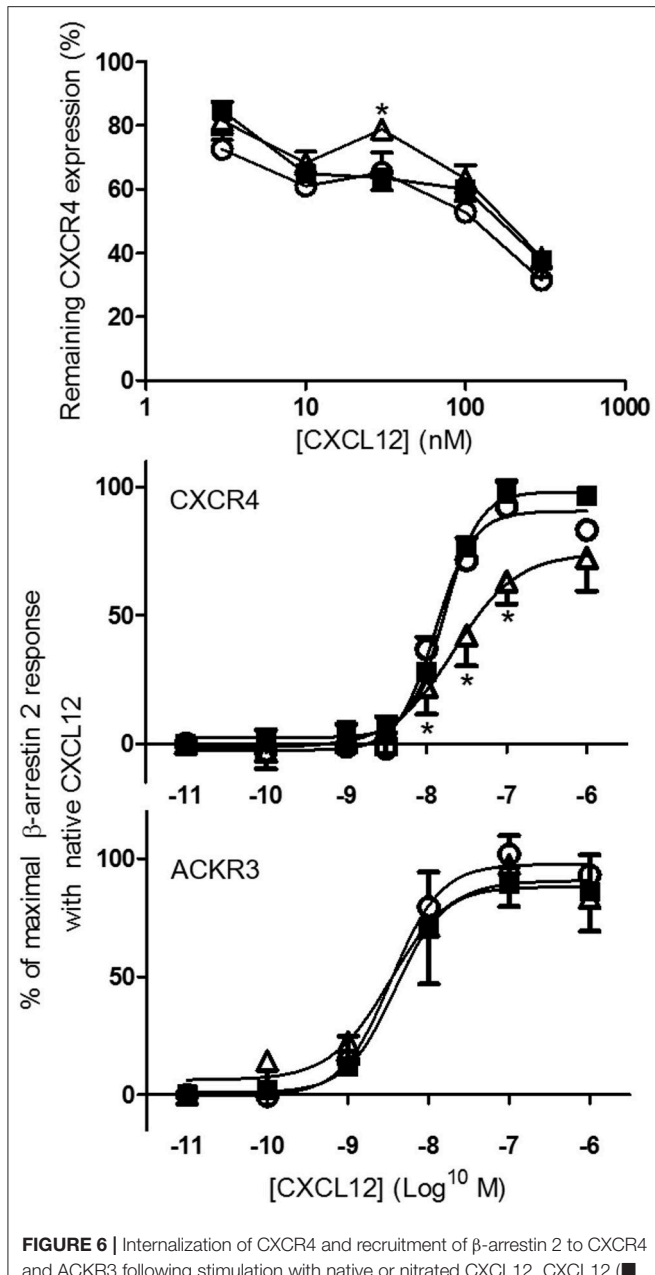 Remaining CXCR4 expression (%)
100
80
60
40
20
0
*
1 10 100 1000
[CXCL12] (nM)
% of maximal β-arrestin 2 response
with native CXCL12
CXCR4
100
50
0
* * *
-11 -10 -9 -8 -7 -6
ACKR3
100
50
0
-11 -10 -9 -8 -7 -6
[CXCL12] (Log¹⁰ M)
FIGURE 6 | Internalization of CXCR4 and recruitment of β-arrestin 2 to CXCR4
and ACKR3 following stimulation with native or nitrated CXCL12. CXCL12 (■